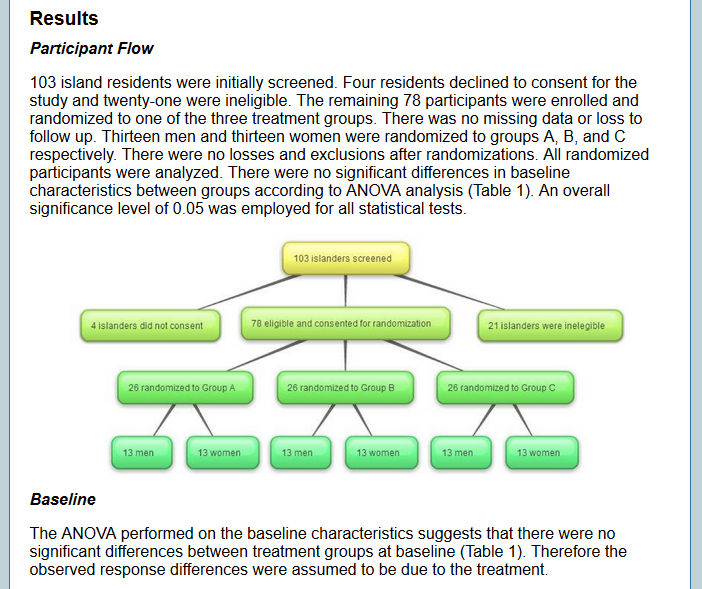 Results
Participant Flow
103 island residents were initially screened. Four residents declined to consent for the
study and twenty-one were ineligible. The remaining 78 participants were enrolled and
randomized to one of the three treatment groups. There was no missing data or loss to
follow up. Thirteen men and thirteen women were randomized to groups A, B, and C
respectively. There were no losses and exclusions after randomizations. All randomized
participants were analyzed. There were no significant differences in baseline
characteristics between groups according to ANOVA analysis (Table 1). An overall
significance level of 0.05 was employed for all statistical tests.
103 islanders screened
4 islanders did not consent
78 eligible and consented for randomization
21 islanders were inelegible
26 randomized to Group A
26 randomized to Group B
26 randomized to Group C
13 men
13 women
13 men
13 women
13 men
13 women
Baseline
The ANOVA performed on the baseline characteristics suggests that there were no
significant differences between treatment groups at baseline (Table 1). Therefore the
observed response differences were assumed to be due to the treatment.